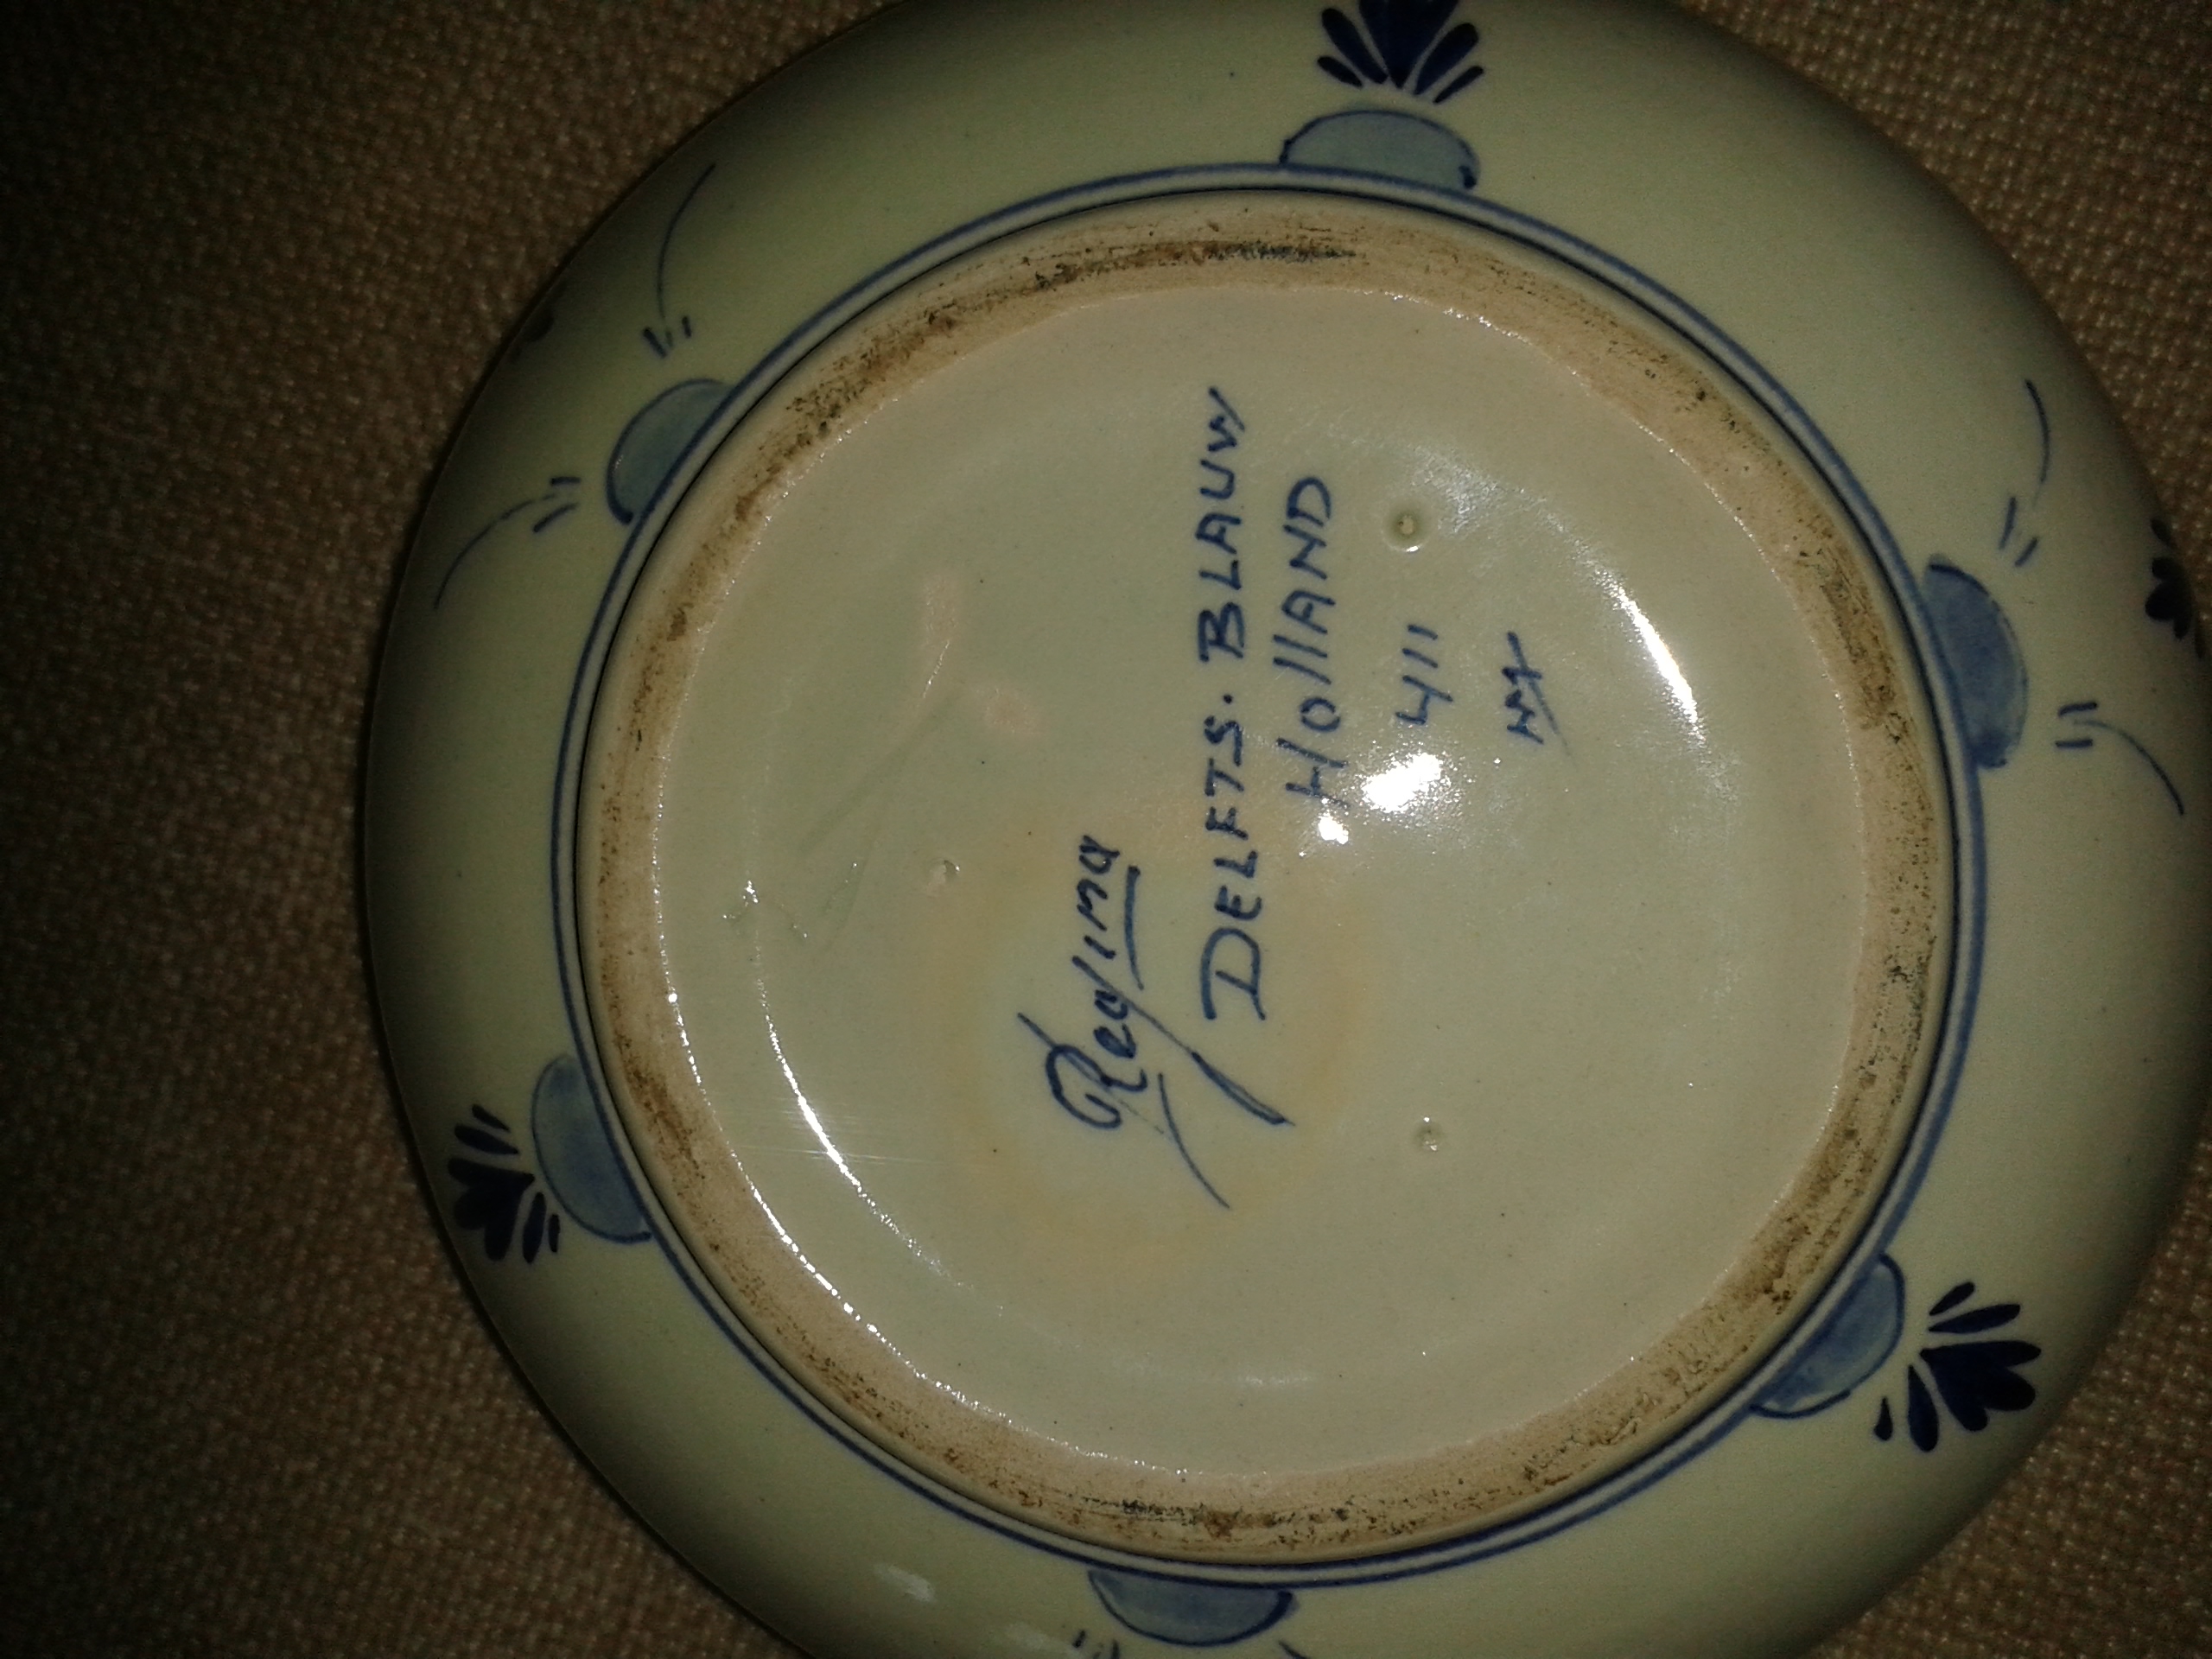 Regina
DELFTS. BLAUW
HOllAND
411